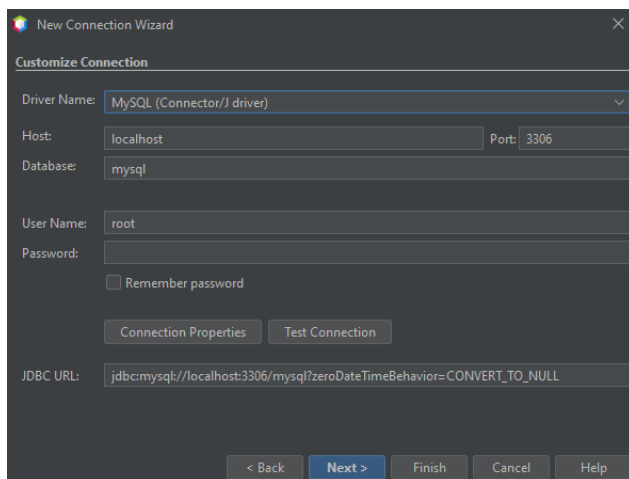 New Connection Wizard
Customize Connection
Driver Name: MySQL (Connector/J driver)
Host: localhost Port: 3306
Database: mysql
User Name: root
Password:
Remember password
Connection Properties Test Connection
JDBC URL: jdbc:mysql://localhost:3306/mysql?zeroDateTimeBehavior=CONVERT_TO_NULL
< Back Next > Finish Cancel Help